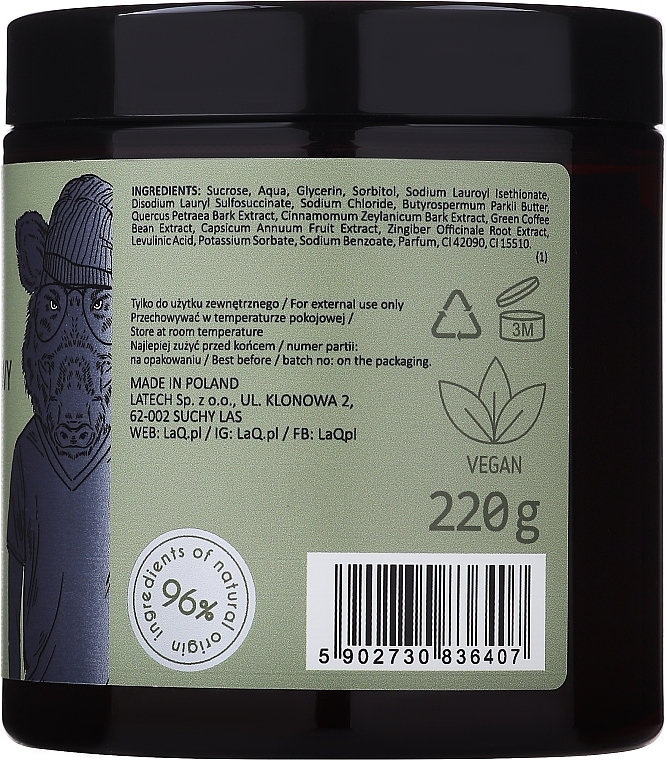 INGREDIENTS: Sucrose, Aqua, Glycerin, Sorbitol, Sodium Lauroyl Isethionate,
Disodium Lauryl Sulfosuccinate, Sodium Chloride, Butyrospermum Parkii Butter,
Quercus Petraea Bark Extract, Cinnamomum Zeylanicum Bark Extract, Green Coffee
Bean Extract, Capsicum Annuum Fruit Extract, Zingiber Officinale Root Extract,
Levulinic Acid, Potassium Sorbate, Sodium Benzoate, Parfum, CI 42090, CI 15510.
(1)
Tylko do użytku zewnętrznego / For external use only
Przechowywać w temperaturze pokojowej /
Store at room temperature
Najlepiej zużyć przed końcem / numer partii:
na opakowaniu / Best before / batch no: on the packaging.
MADE IN POLAND
LATECH Sp. z o.o., UL. KLONOWA 2,
62-002 SUCHY LAS
WEB: LaQ.pl / IG: LaQ.pl / FB: LaQpl
3M
VEGAN
220g
96%
ingredients of natural origin
5 902730 836407